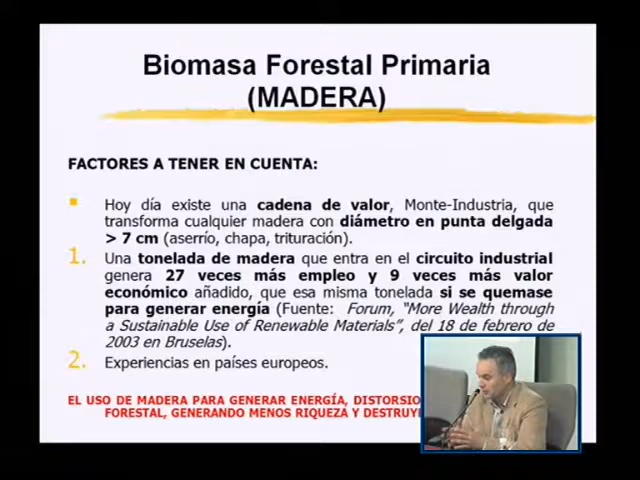 Biomasa Forestal Primaria
(MADERA)
FACTORES A TENER EN CUENTA:
▪ Hoy día existe una cadena de valor, Monte-Industria, que
transforma cualquier madera con diámetro en punta delgada
> 7 cm (aserrío, chapa, trituración).
1. Una tonelada de madera que entra en el circuito industrial
genera 27 veces más empleo y 9 veces más valor
económico añadido, que esa misma tonelada si se quemase
para generar energía (Fuente: Forum, "More Wealth through
a Sustainable Use of Renewable Materials", del 18 de febrero de
2003 en Bruselas).
2. Experiencias en países europeos.
EL USO DE MADERA PARA GENERAR ENERGÍA,
FORESTAL, GENERANDO MENOS RIQUEZA Y